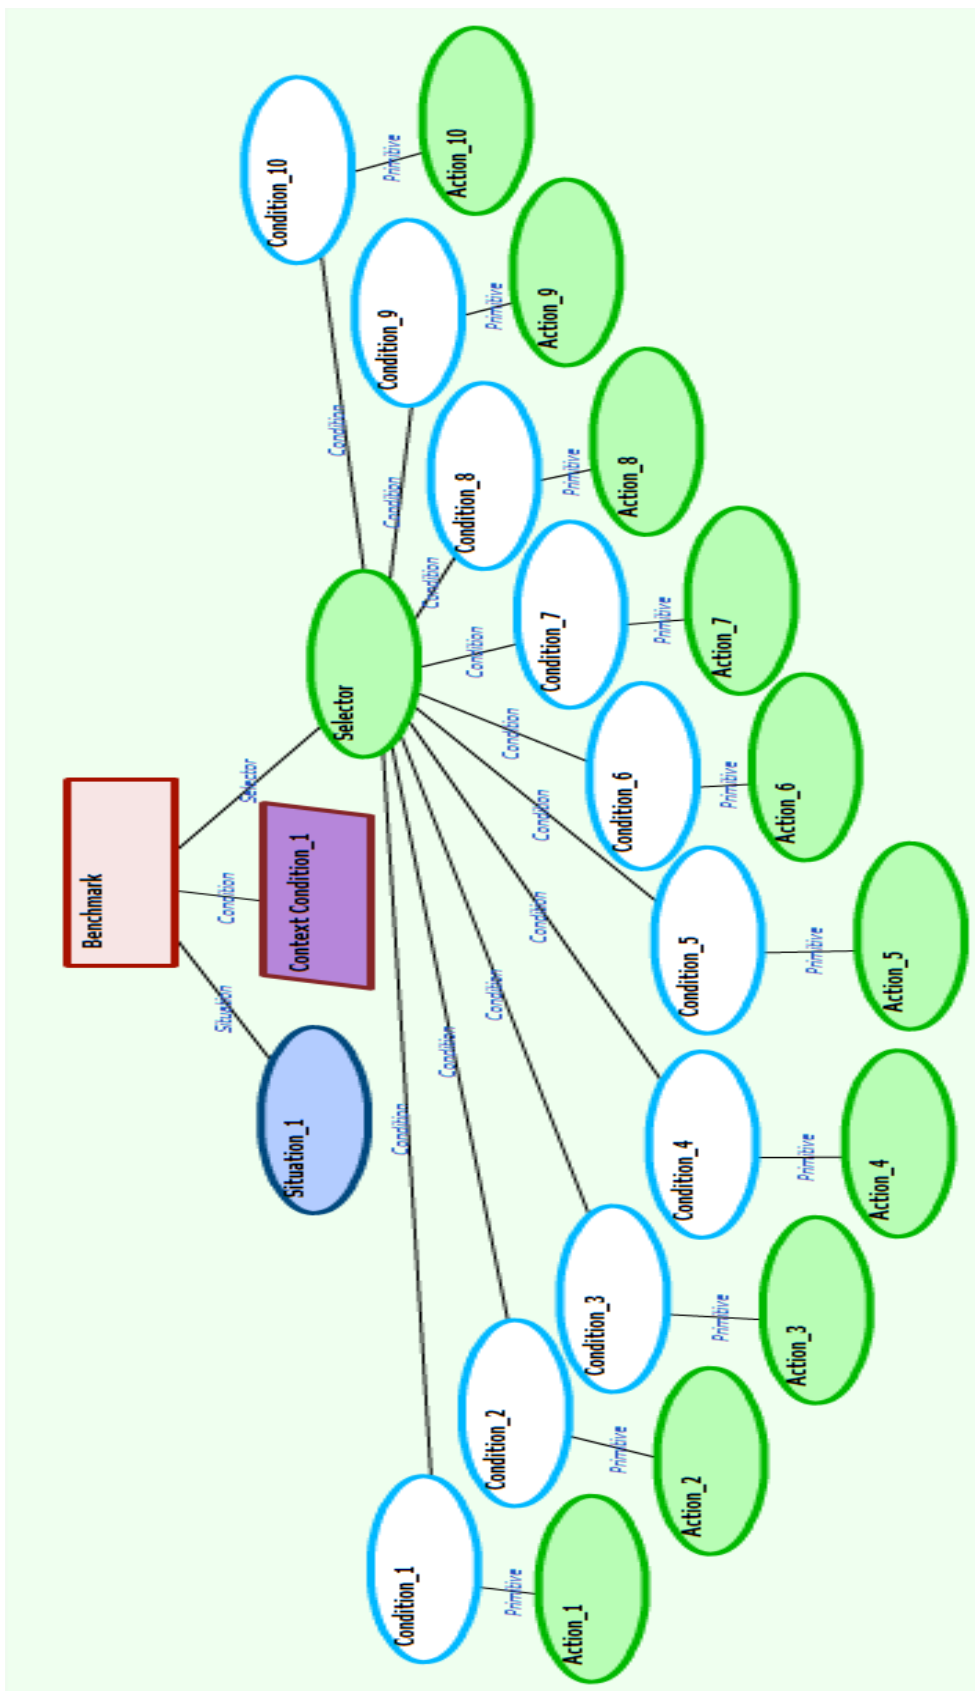 Benchmark
Situation
Condition
Selector
Situation_1
Context Condition_1
Selector
Condition
Condition
Condition
Condition
Condition
Condition
Condition
Condition
Condition
Condition
Condition_1
Condition_2
Condition_3
Condition_4
Condition_5
Condition_6
Condition_7
Condition_8
Condition_9
Condition_10
Primitive
Primitive
Primitive
Primitive
Primitive
Primitive
Primitive
Primitive
Primitive
Primitive
Action_1
Action_2
Action_3
Action_4
Action_5
Action_6
Action_7
Action_8
Action_9
Action_10